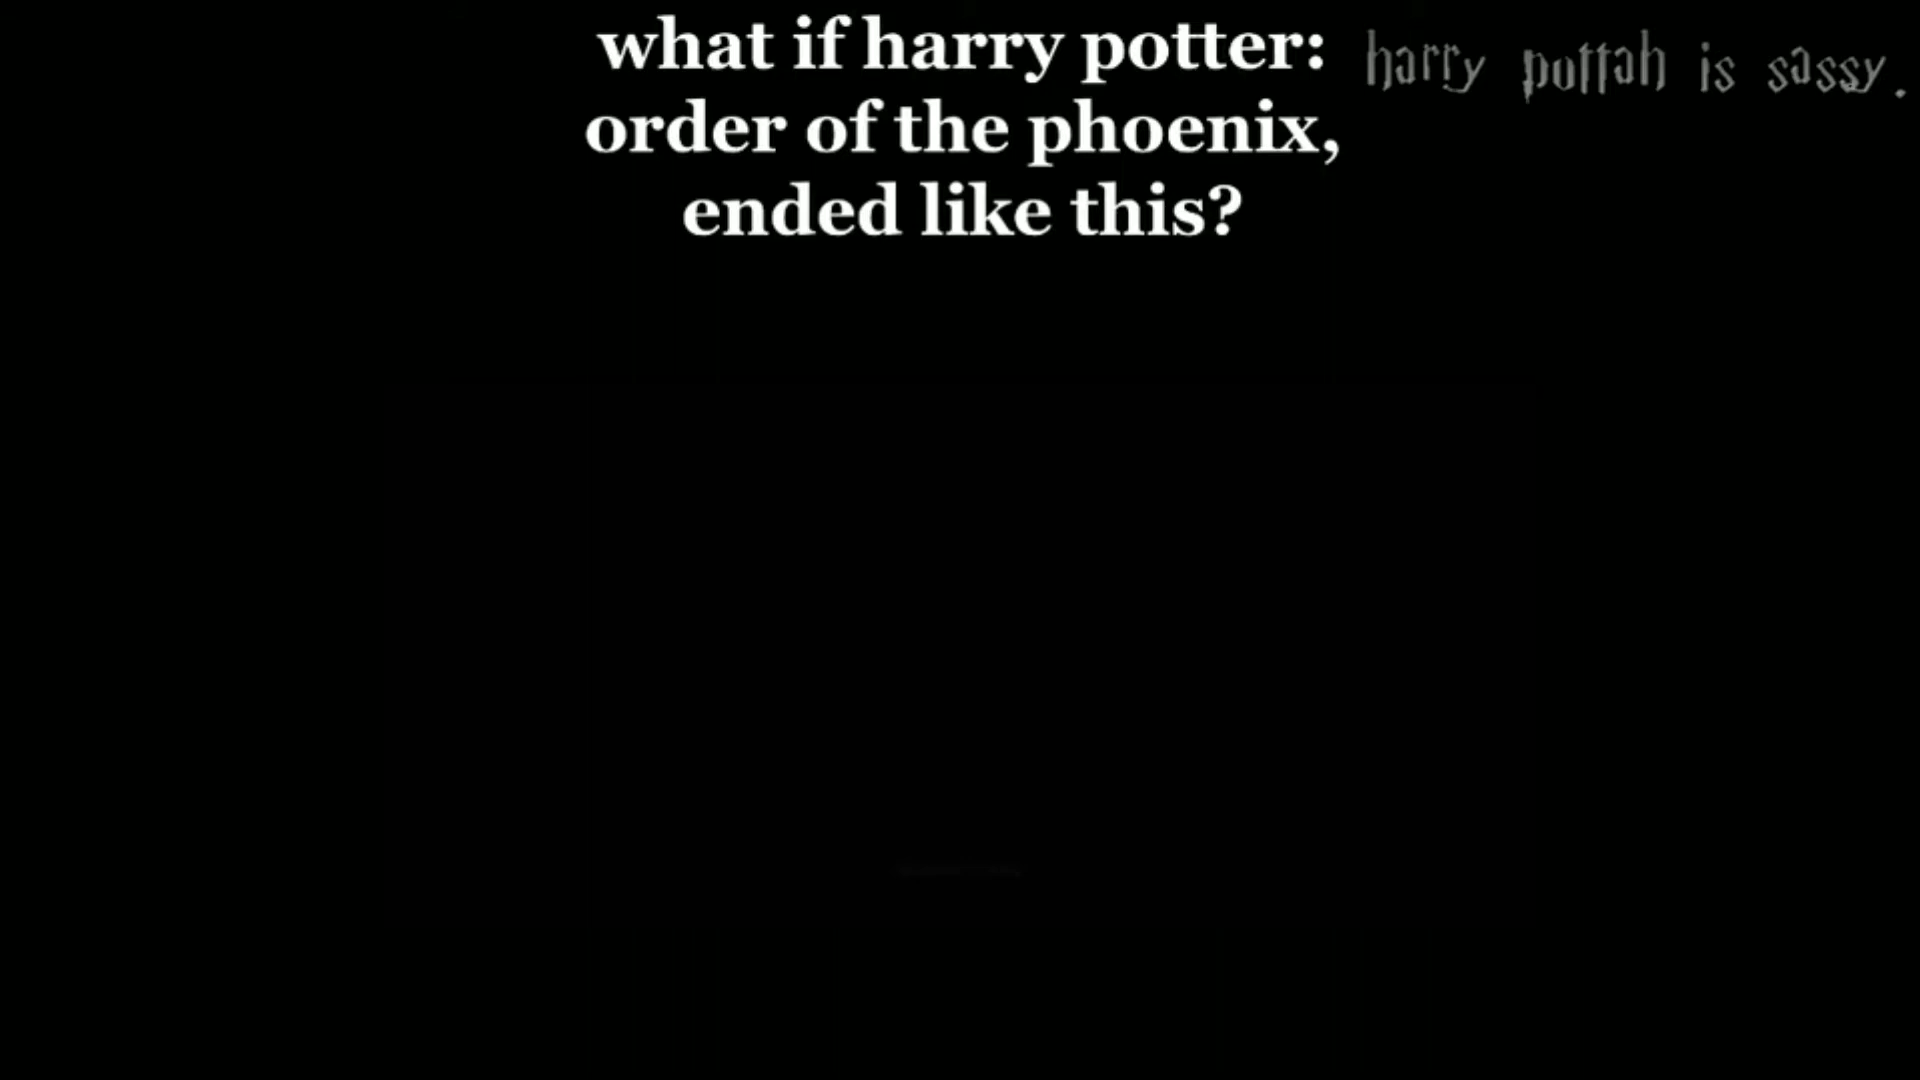 what if harry potter:
order of the phoenix,
ended like this?
harry pottah is sassy.